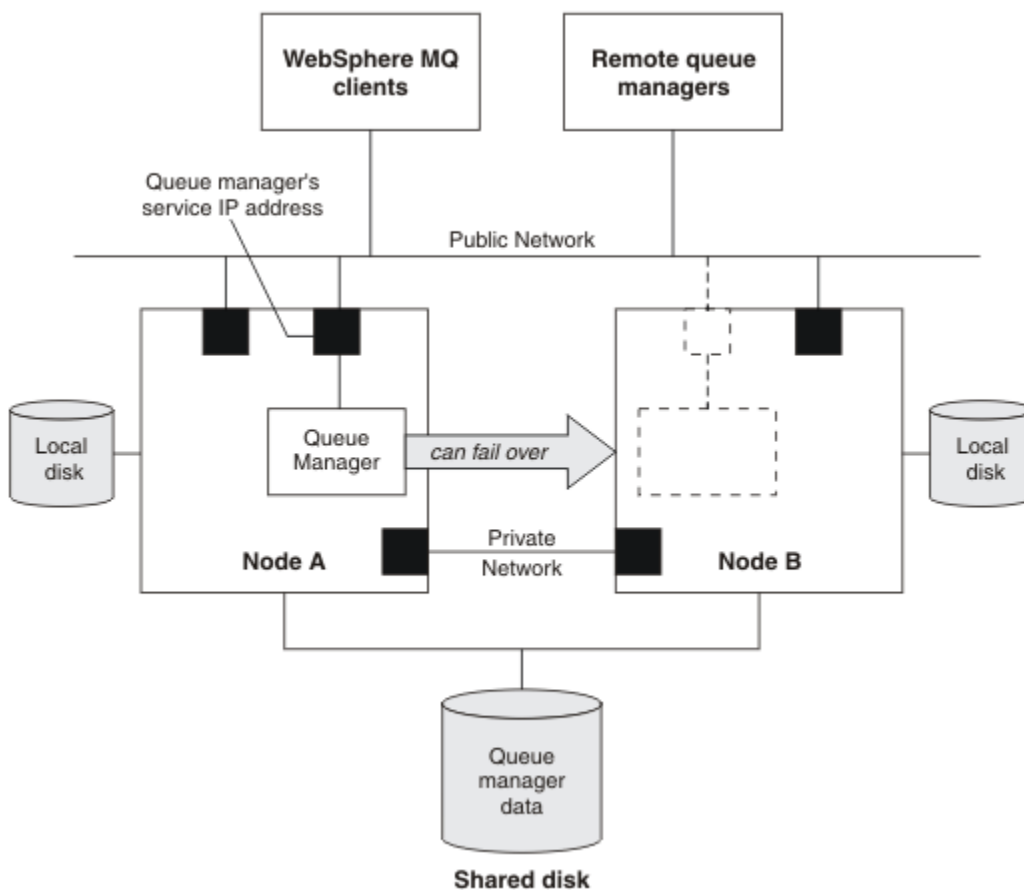 WebSphere MQ
clients
Remote queue
managers
Queue manager's
service IP address
Public Network
Local
disk
Queue
Manager
can fail over
Local
disk
Private
Network
Node A
Node B
Queue
manager
data
Shared disk